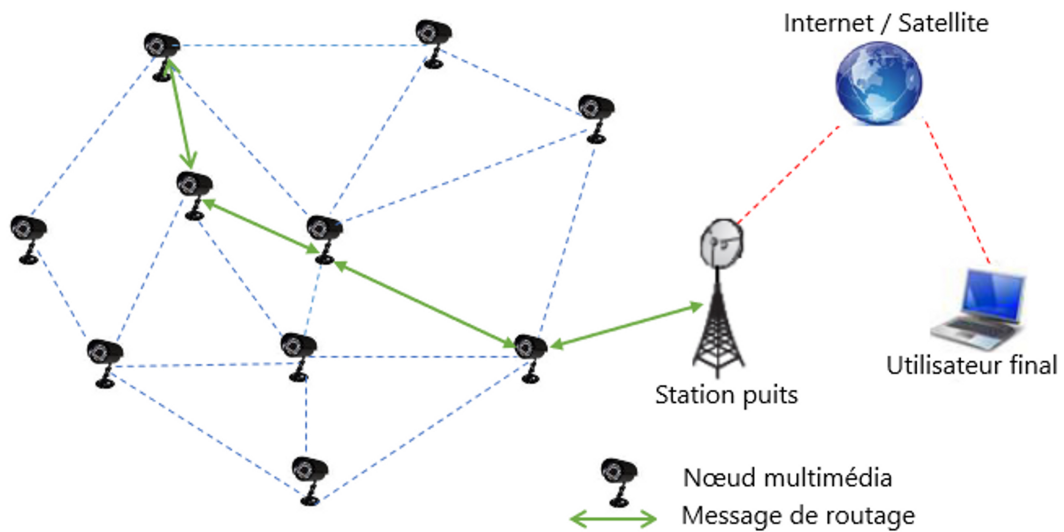 Internet / Satellite
Utilisateur final
Station puits
Nœud multimédia
Message de routage